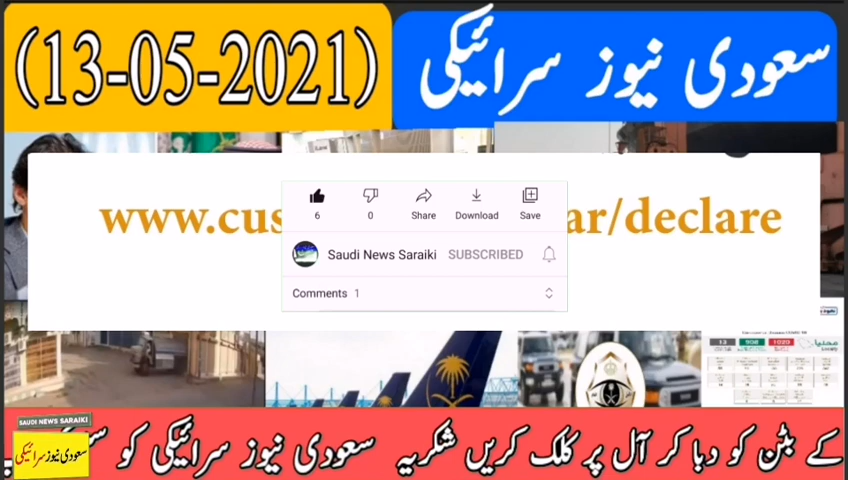 (13-05-2021)
سعودی نیوز سرائیکی
www.cus
ar/declare
6
0
Share
Download
Save
Saudi News Saraiki
SUBSCRIBED
Comments 1
1020
SAUDI NEWS SARAIKI
سعودی نیوز سرائیکی
کے بٹن کو دبا کر آل پر کلک کریں شکریہ سعودی نیوز سرائیکی کو